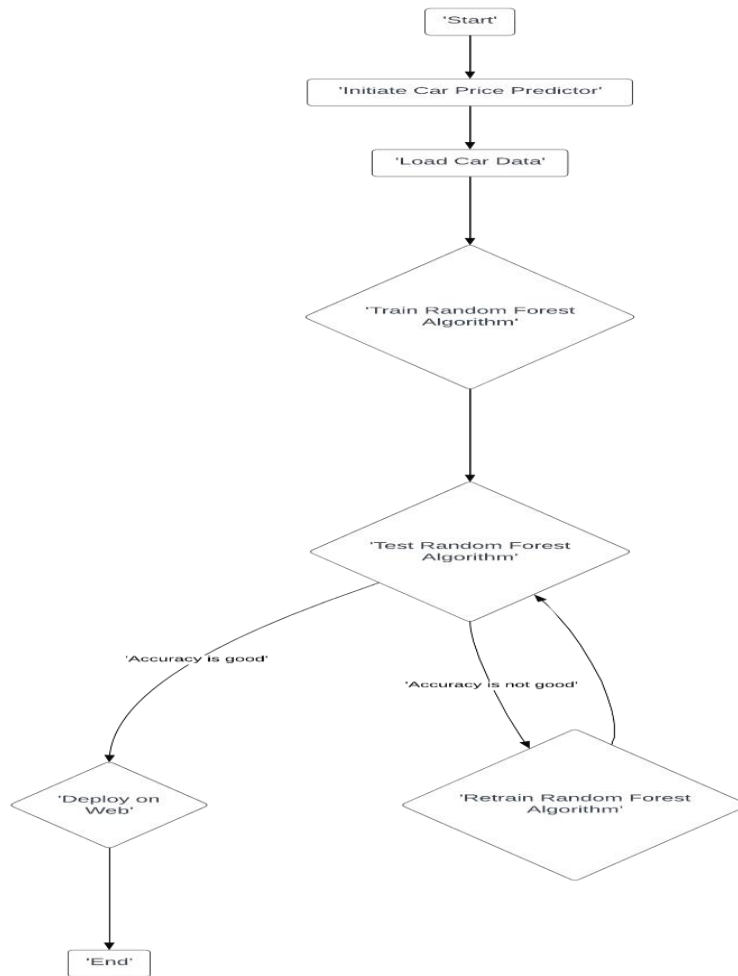 'Start'
'Initiate Car Price Predictor'
'Load Car Data'
'Train Random Forest
Algorithm'
'Test Random Forest
Algorithm'
'Accuracy is good'
'Accuracy is not good'
'Deploy on
Web'
'Retrain Random Forest
Algorithm'
'End'